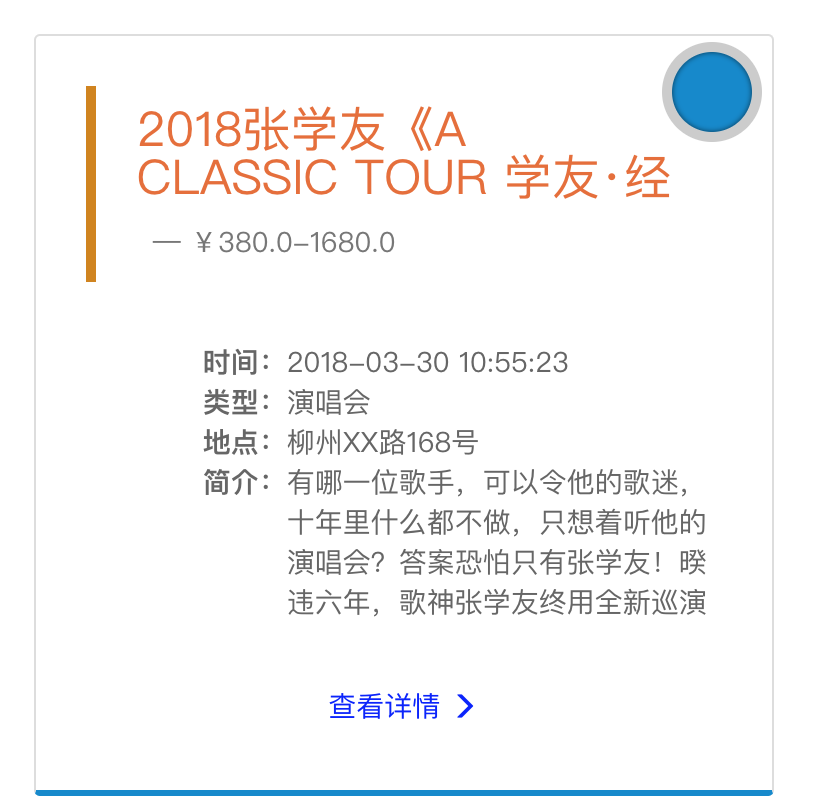 2018张学友《A
CLASSIC TOUR 学友·经
— ￥380.0-1680.0
时间：2018-03-30 10:55:23
类型：演唱会
地点：柳州XX路168号
简介：有哪一位歌手，可以令他的歌迷，
十年里什么都不做，只想着听他的
演唱会？答案恐怕只有张学友！暌
违六年，歌神张学友终用全新巡演
查看详情